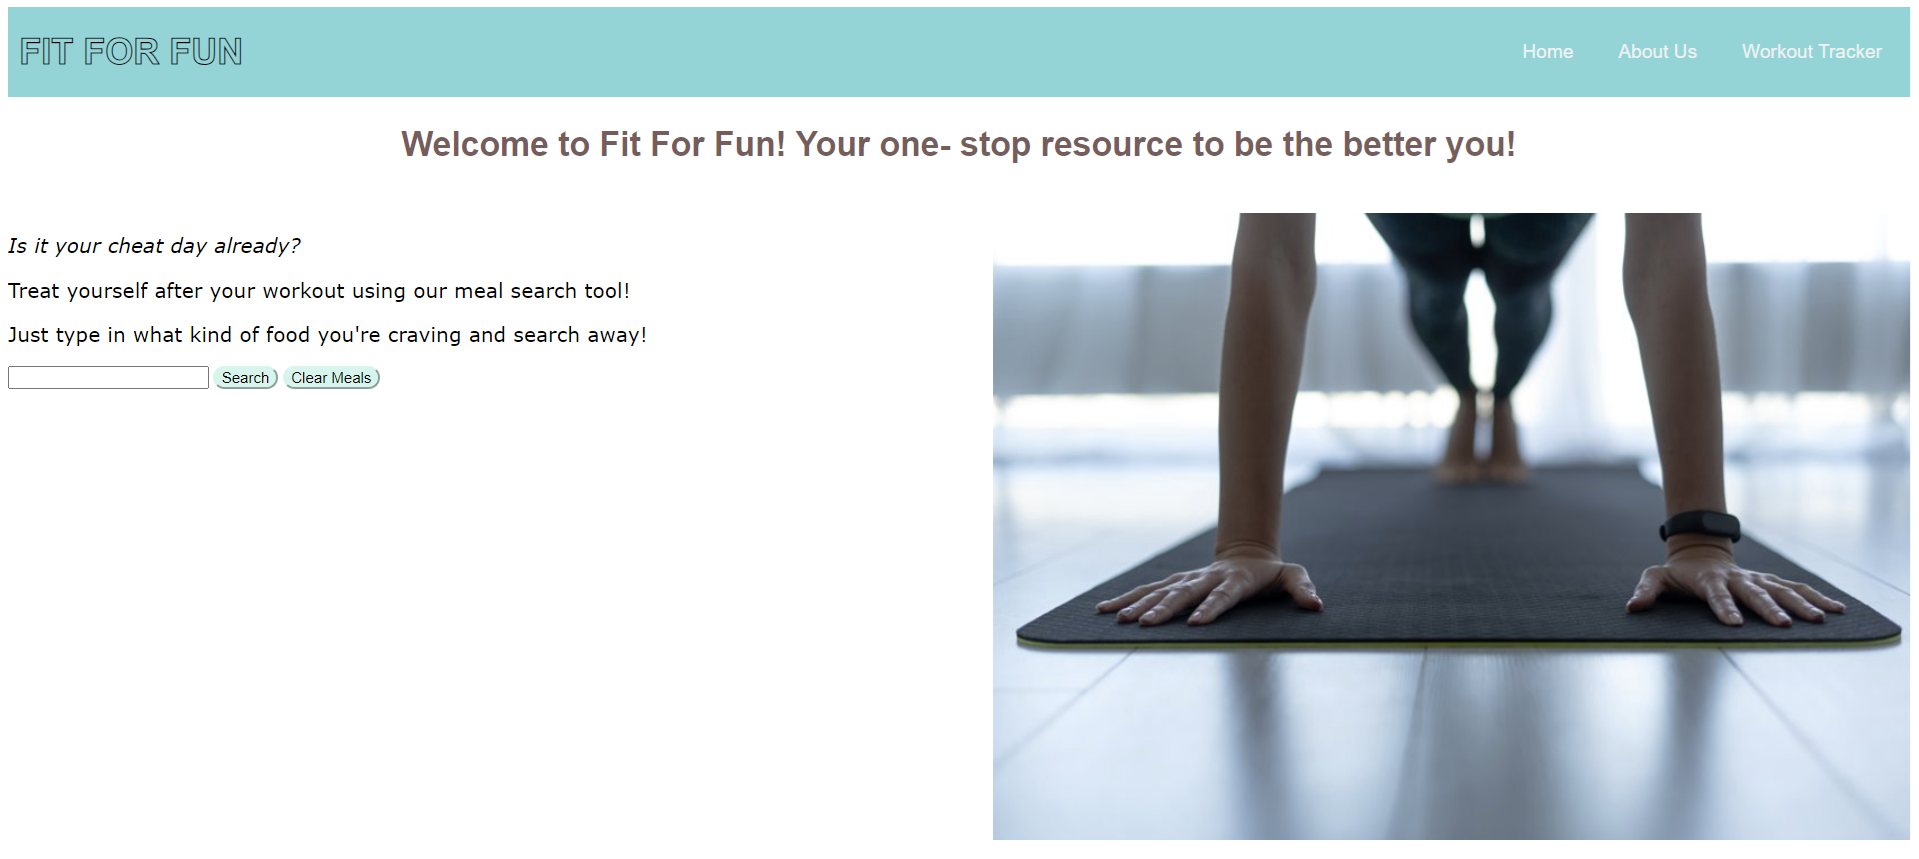 FIT FOR FUN
Home About Us Workout Tracker
Welcome to Fit For Fun! Your one- stop resource to be the better you!
Is it your cheat day already?
Treat yourself after your workout using our meal search tool!
Just type in what kind of food you're craving and search away!
Search Clear Meals